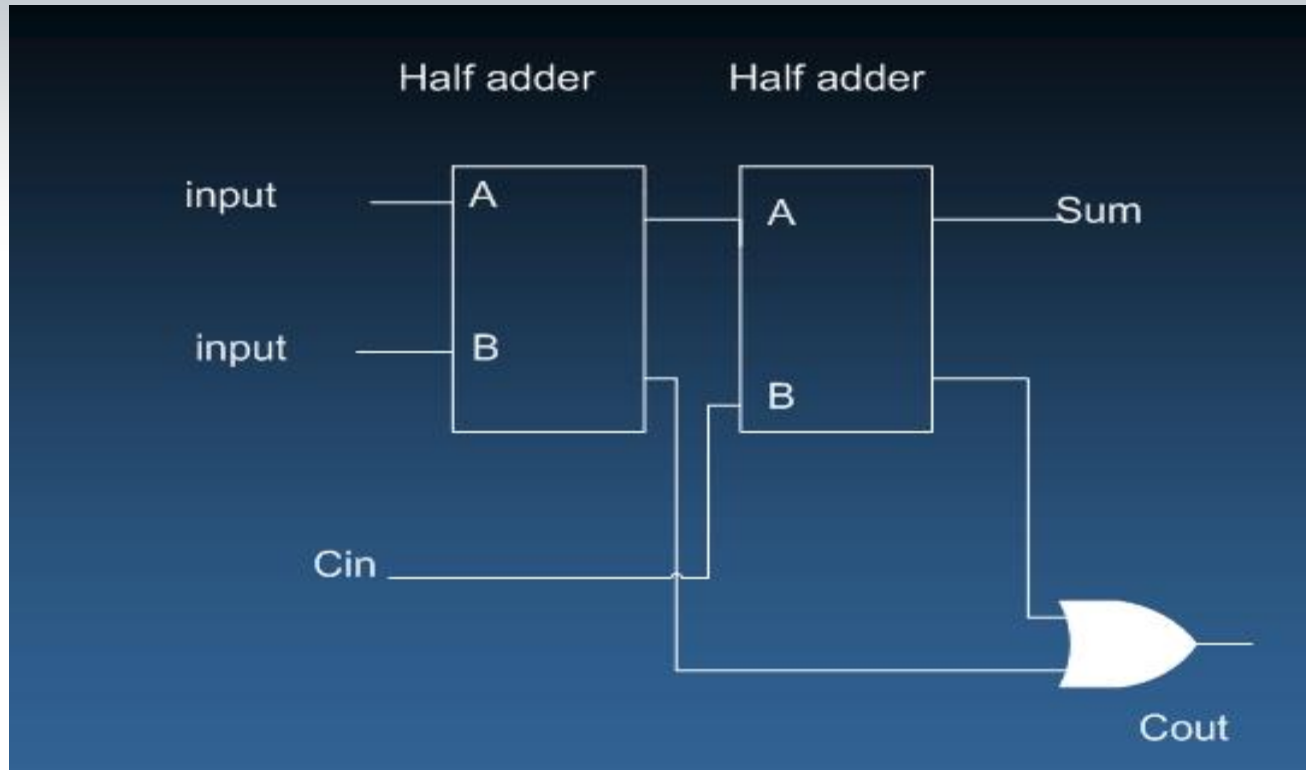 Half adder Half adder
input A A Sum
input B B
Cin
Cout